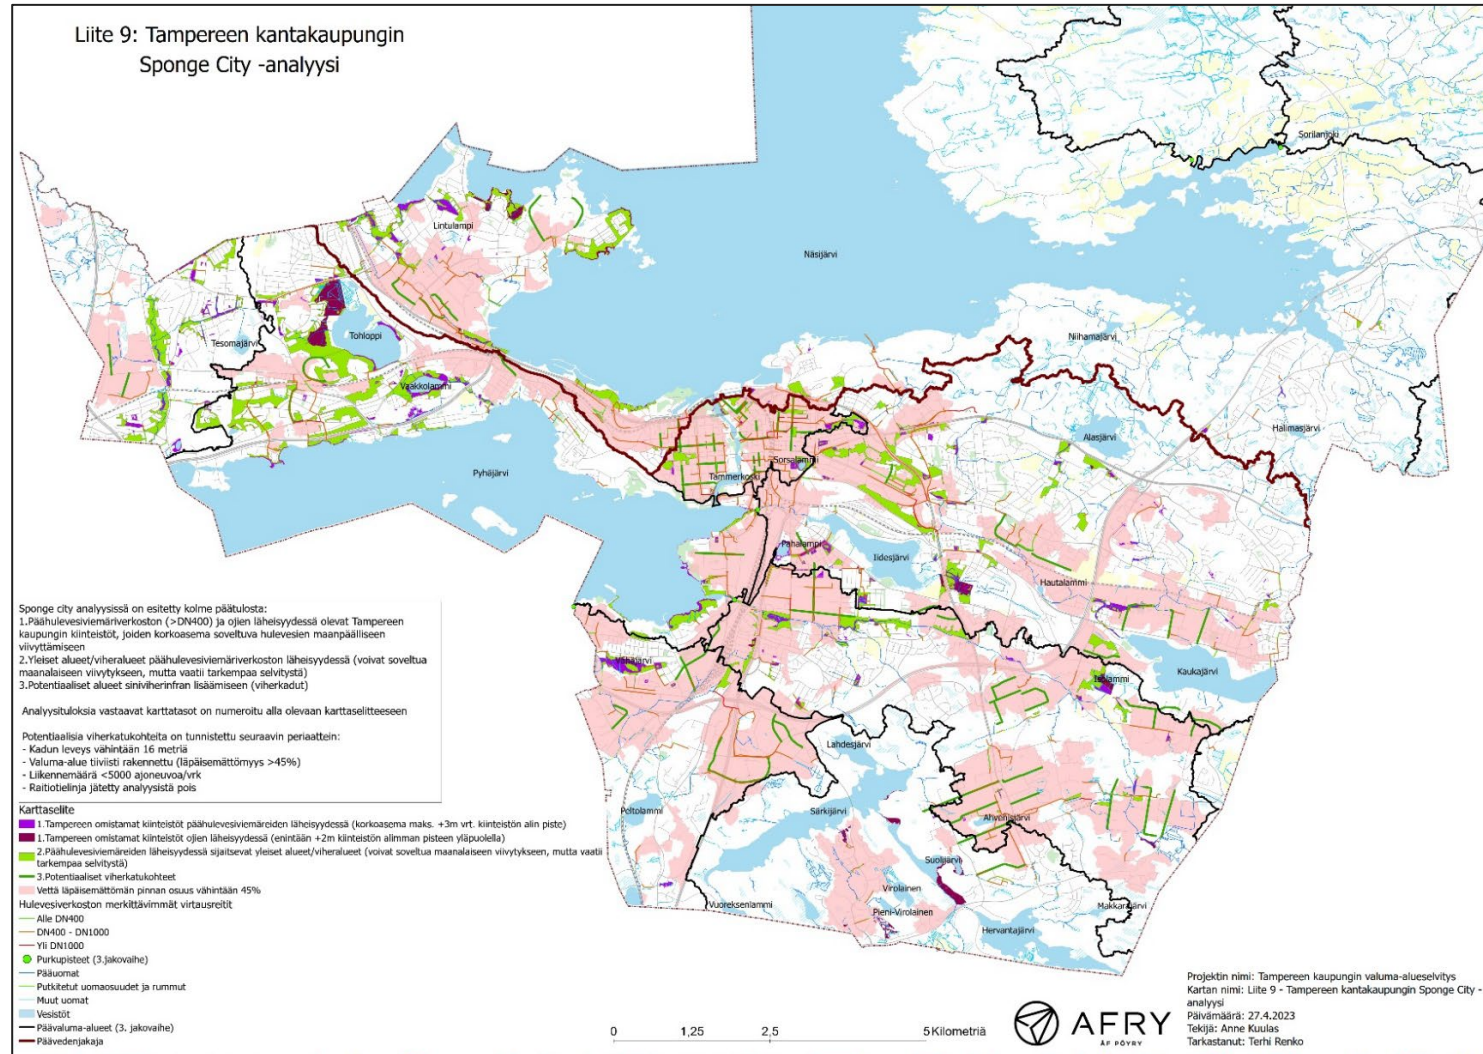 Liite 9: Tampereen kantakaupungin
Sponge City -analyysi
Sorilanjoki
Lintulampi
Näsijärvi
Tesomajärvi
Tohloppi
Niihamajärvi
Vaakkolammi
Alasjärvi
Halimasjärvi
Pyhäjärvi
Sorsalammi
Tammerkoski
Pahalampi
Iidesjärvi
Hautalammi
Vähäjärvi
Kaukajärvi
Isolammi
Lahdesjärvi
Peltolammi
Särkijärvi
Ahvenisjärvi
Suolijärvi
Virolainen
Vuoreksenlammi
Pieni-Virolainen
Makkarajärvi
Hervantajärvi
Sponge city analyysissä on esitetty kolme päätulosta:
1.Päähulevesiviemäriverkoston (>DN400) ja ojien läheisyydessä olevat Tampereen
kaupungin kiinteistöt, joiden korkoasema soveltuva hulevesien maanpäälliseen
viivyttämiseen
2.Yleiset alueet/viheralueet päähulevesiviemäriverkoston läheisyydessä (voivat soveltua
maanalaiseen viivytykseen, mutta vaatii tarkempaa selvitystä)
3.Potentiaaliset alueet siniviherinfran lisäämiseen (viherkadut)
Analyysituloksia vastaavat karttatasot on numeroitu alla olevaan karttaselitteeseen
Potentiaalisia viherkatukohteita on tunnistettu seuraavin periaattein:
- Kadun leveys vähintään 16 metriä
- Valuma-alue tiiviisti rakennettu (läpäisemättömyys >45%)
- Liikennemäärä <5000 ajoneuvoa/vrk
- Raitiotielinja jätetty analyysistä pois
Karttaselite
1.Tampereen omistamat kiinteistöt päähulevesiviemäreiden läheisyydessä (korkoasema maks. +3m vrt. kiinteistön alin piste)
1.Tampereen omistamat kiinteistöt ojien läheisyydessä (enintään +2m kiinteistön alimman pisteen yläpuolella)
2.Päähulevesiviemäreiden läheisyydessä sijaitsevat yleiset alueet/viheralueet (voivat soveltua maanalaiseen viivytykseen, mutta vaatii
tarkempaa selvitystä)
3.Potentiaaliset viherkatukohteet
Vettä läpäisemättömän pinnan osuus vähintään 45%
Hulevesiverkoston merkittävimmät virtausreitit
Alle DN400
DN400 - DN1000
Yli DN1000
Purkupisteet (3.jakovaihe)
Pääuomat
Putkitetut uomaosuudet ja rummut
Muut uomat
Vesistöt
Päävaluma-alueet (3. jakovaihe)
Päävedenjakaja
0 1,25 2,5 5 Kilometriä
AFRY
ÅF PÖYRY
Projektin nimi: Tampereen kaupungin valuma-alueselvitys
Kartan nimi: Liite 9 - Tampereen kantakaupungin Sponge City -
analyysi
Päivämäärä: 27.4.2023
Tekijä: Anne Kuulas
Tarkastanut: Terhi Renko